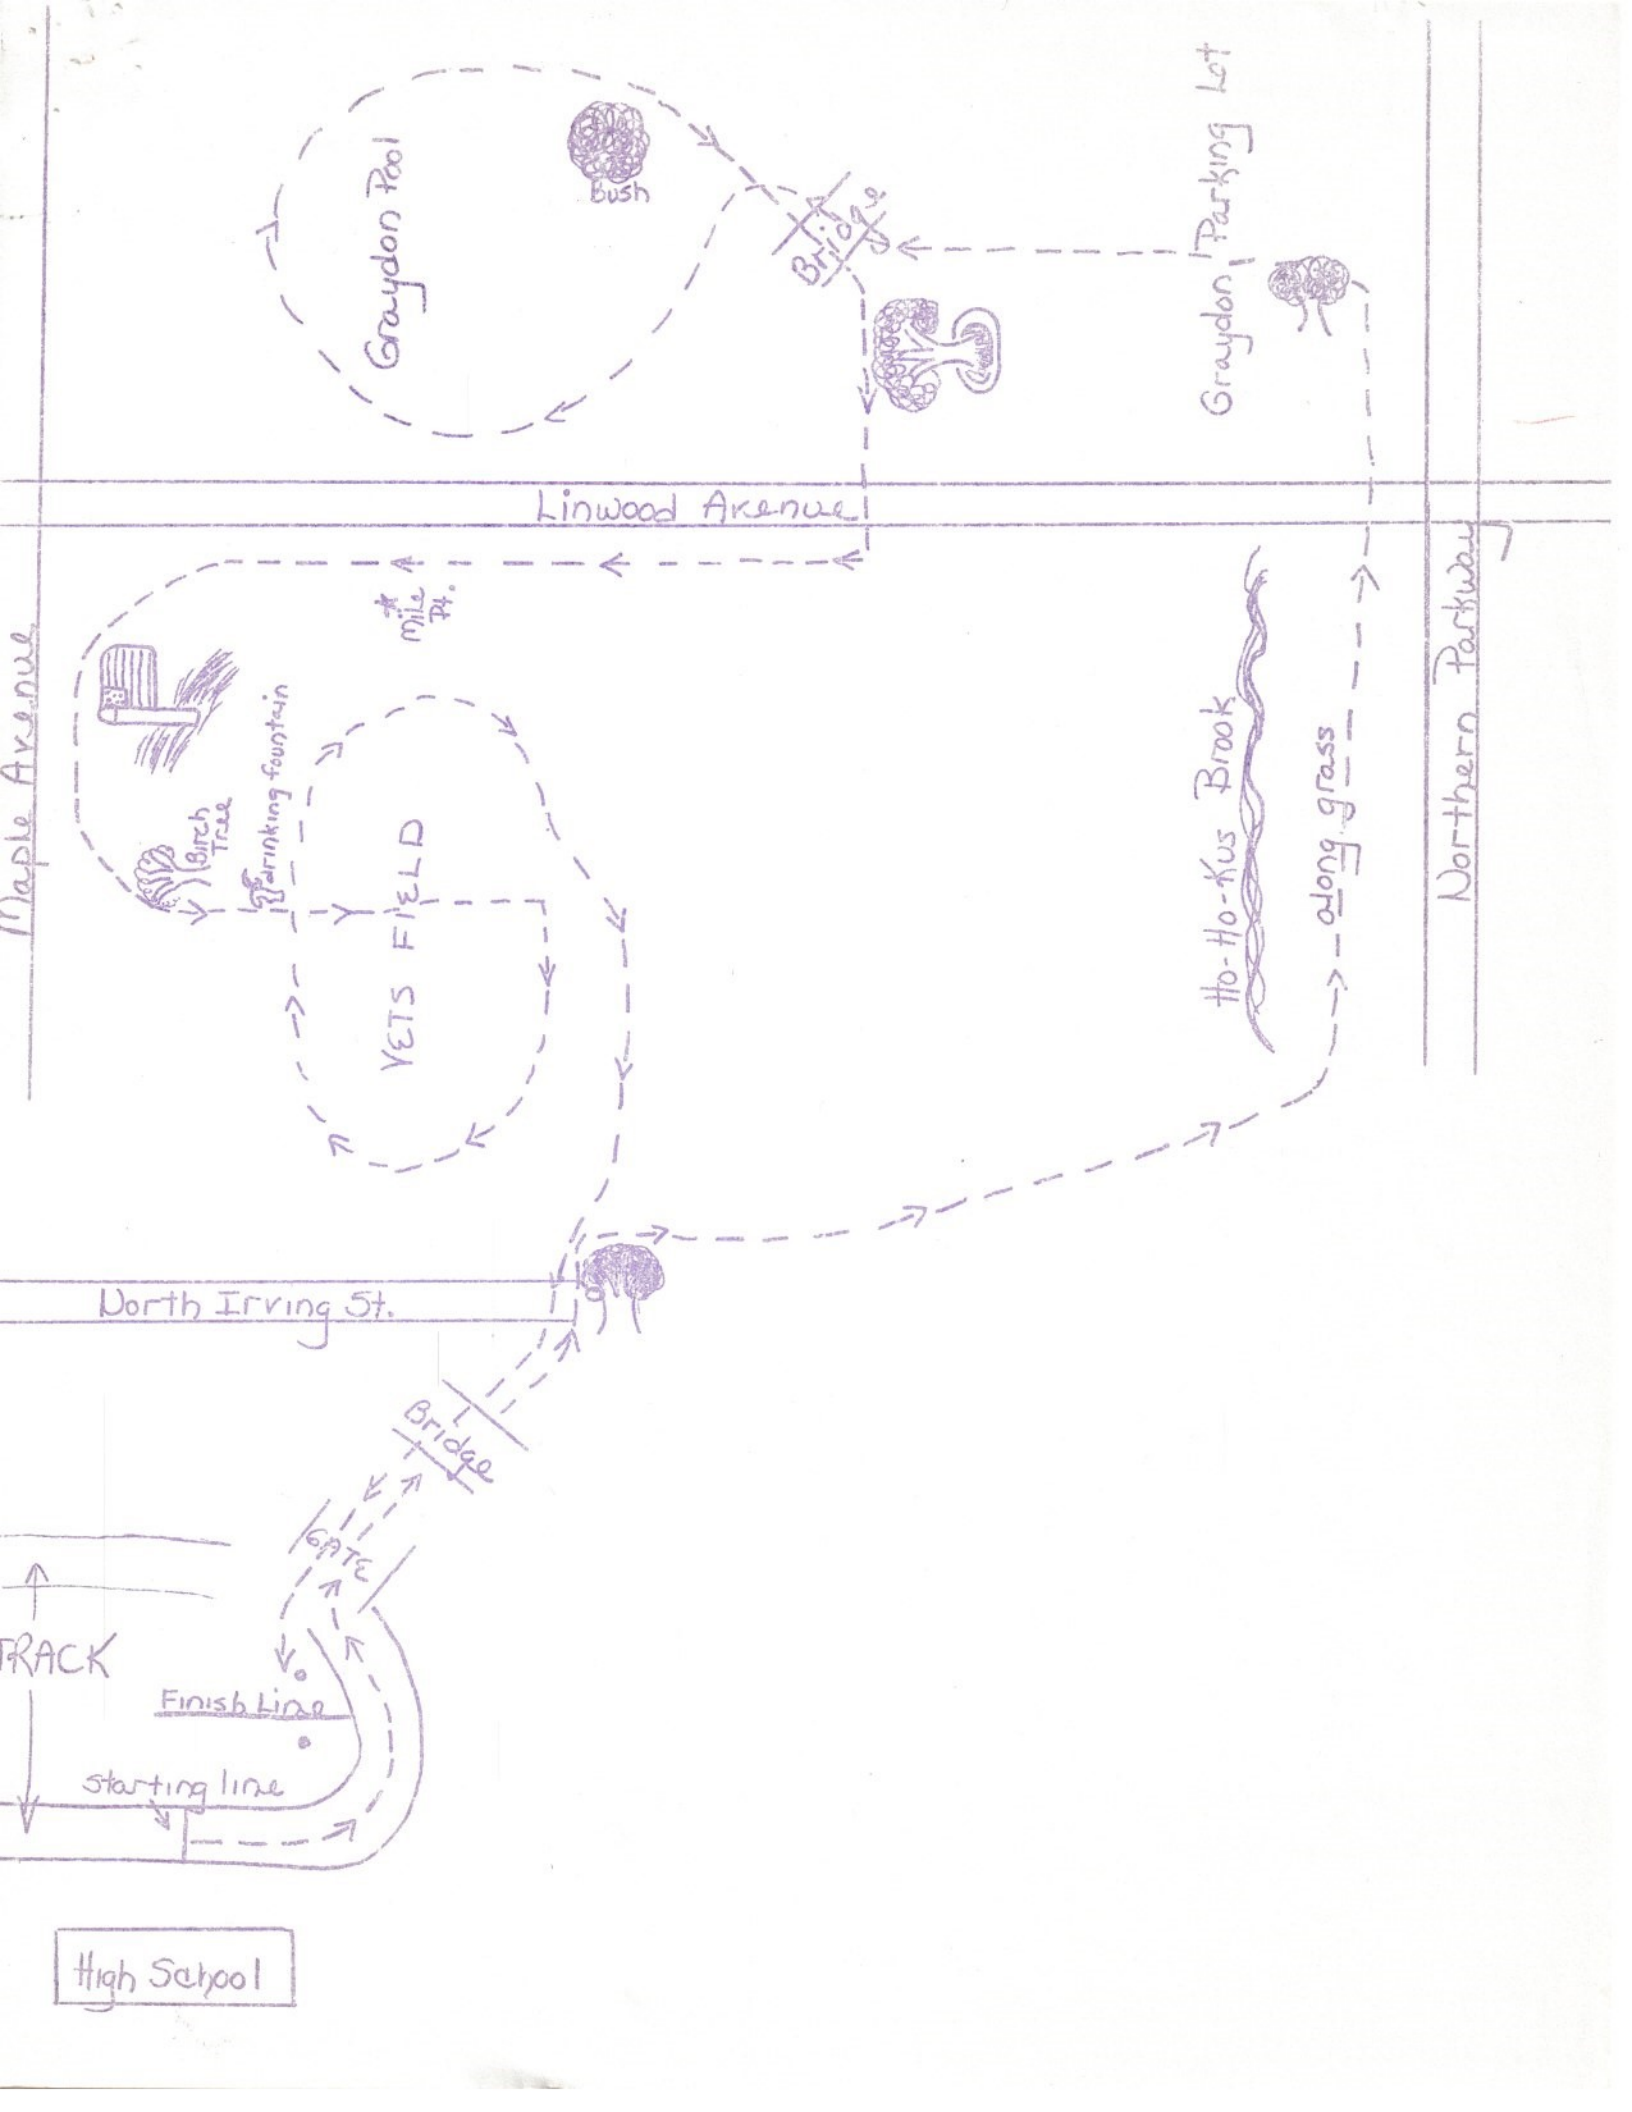 Graydon Pool
Bush
Bridge
Graydon Parking Lot
Linwood Avenue
*
mile
Pt.
Maple Avenue
drinking fountain
Birch
Tree
VETS FIELD
Ho-Ho-Kus Brook
along grass
Northern Parkway
North Irving St.
Bridge
GATE
TRACK
Finish Line
starting line
High School